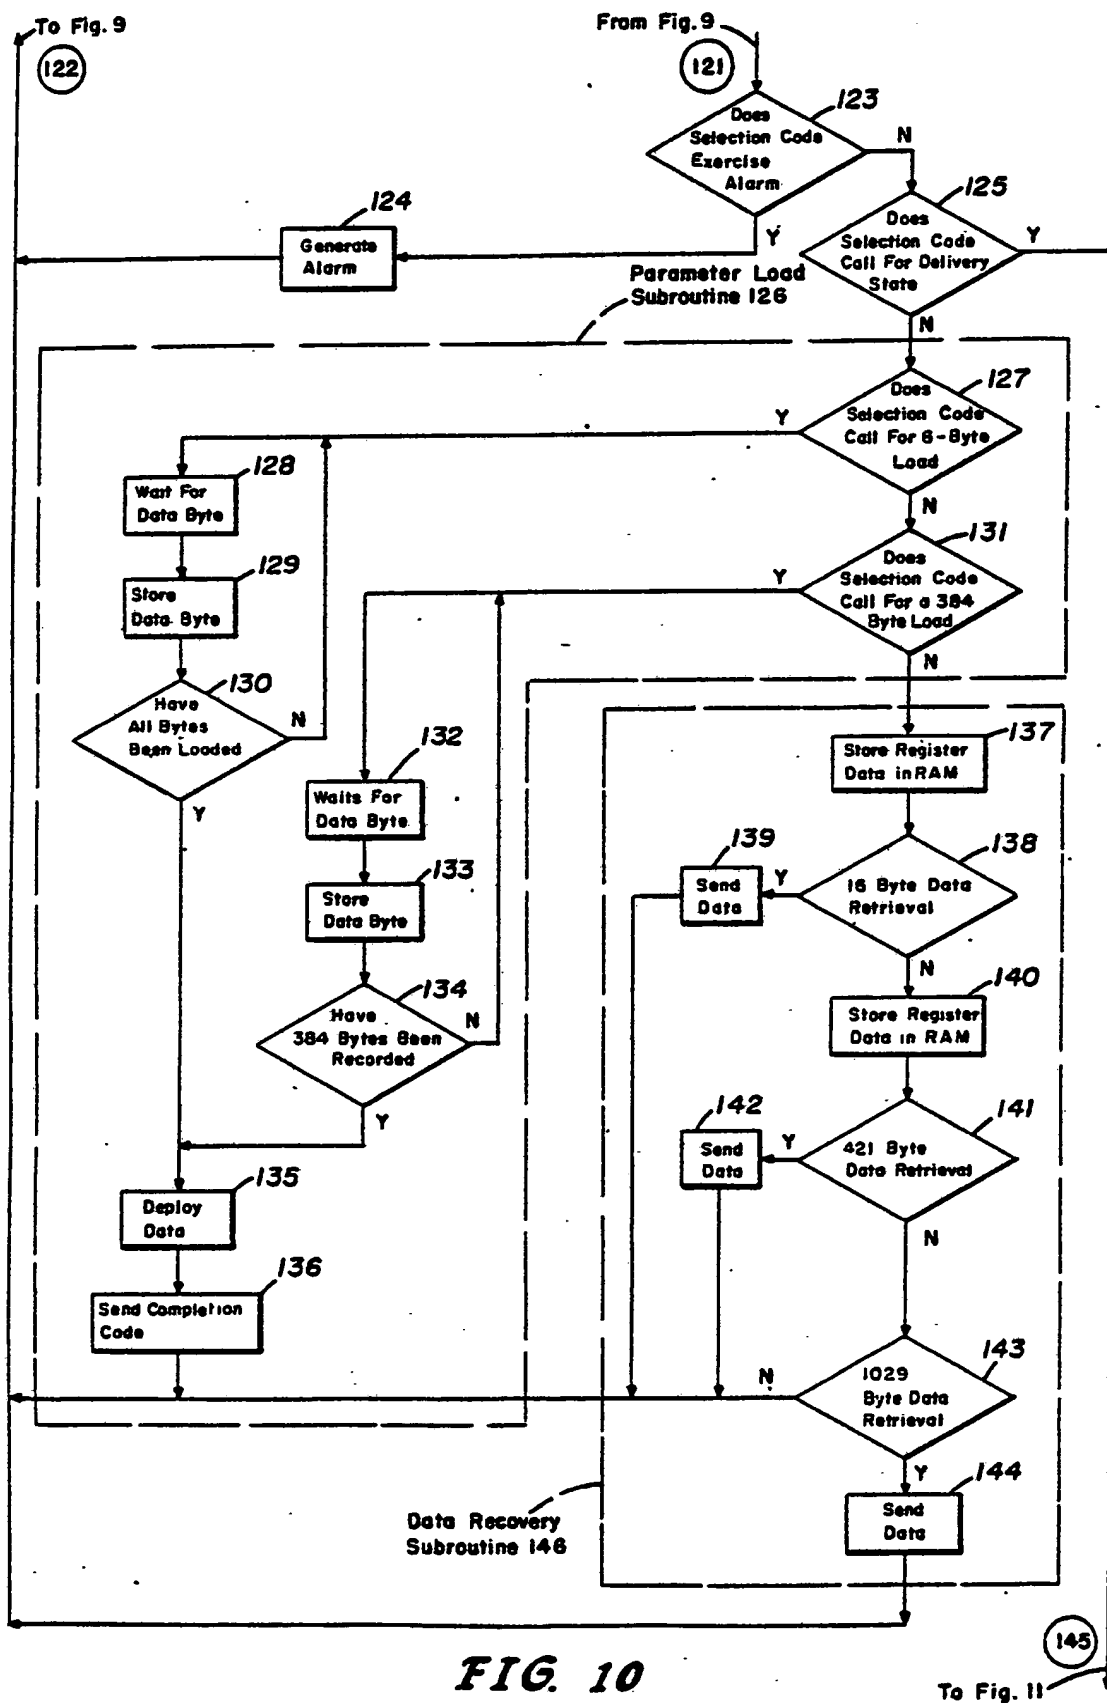 To Fig. 9
122
From Fig. 9
121
123
Does
Selection Code
Exercise
Alarm
N
Y
124
Generate
Alarm
125
Does
Selection Code
Call For Delivery
State
Y
N
Parameter Load
Subroutine 126
127
Does
Selection Code
Call For 6-Byte
Load
Y
N
128
Wait For
Data Byte
129
Store
Data Byte
130
Have
All Bytes
Been Loaded
N
Y
131
Does
Selection Code
Call For a 384
Byte Load
Y
N
132
Waits For
Data Byte
133
Store
Data Byte
134
Have
384 Bytes Been
Recorded
N
Y
135
Deploy
Data
136
Send Completion
Code
137
Store Register
Data in RAM
138
16 Byte Data
Retrieval
Y
N
139
Send
Data
140
Store Register
Data in RAM
141
421 Byte
Data Retrieval
Y
N
142
Send
Data
143
1029
Byte Data
Retrieval
N
Y
144
Send
Data
Data Recovery
Subroutine 146
145
To Fig. 11
FIG. 10